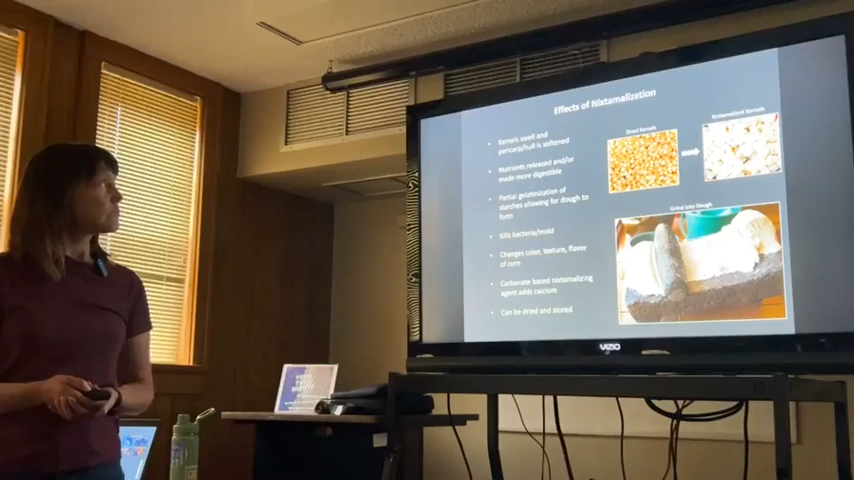 Effects of Nixtamalization
• Kernels swell and
pericarp/hull is softened
• Nutrients released and/or
made more digestible
• Partial gelatinization of
starches allowing for dough to
form
• Kills bacteria/mold
• Changes color, texture, flavor
of corn
• Carbonate based nixtamalizing
agent adds calcium
• Can be dried and stored
Dried Kernels
Nixtamalized Kernels
Grind into Dough
VIZIO